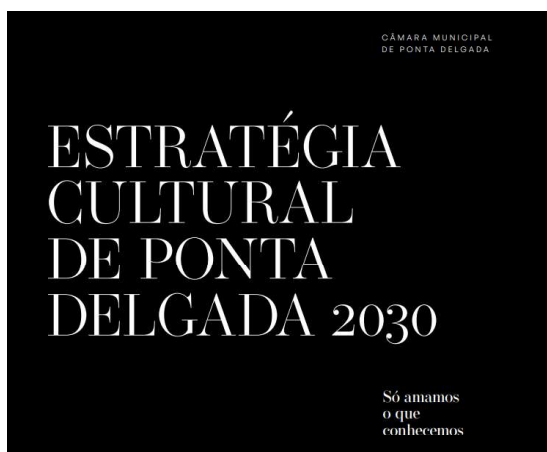 CÂMARA MUNICIPAL
DE PONTA DELGADA
ESTRATÉGIA
CULTURAL
DE PONTA
DELGADA 2030
Só amamos
o que
conhecemos